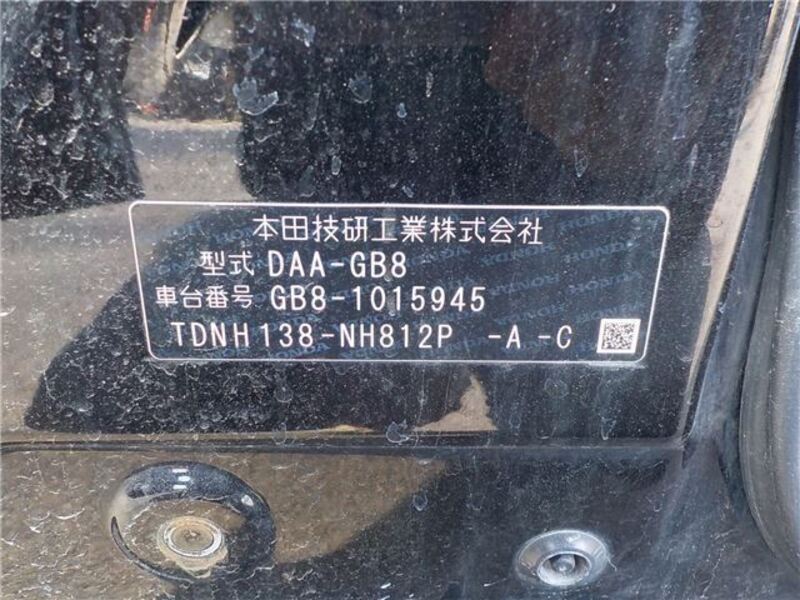 本田技研工業株式会社
型式 DAA-GB8
車台番号 GB8-1015945
TDNH138-NH812P -A -C